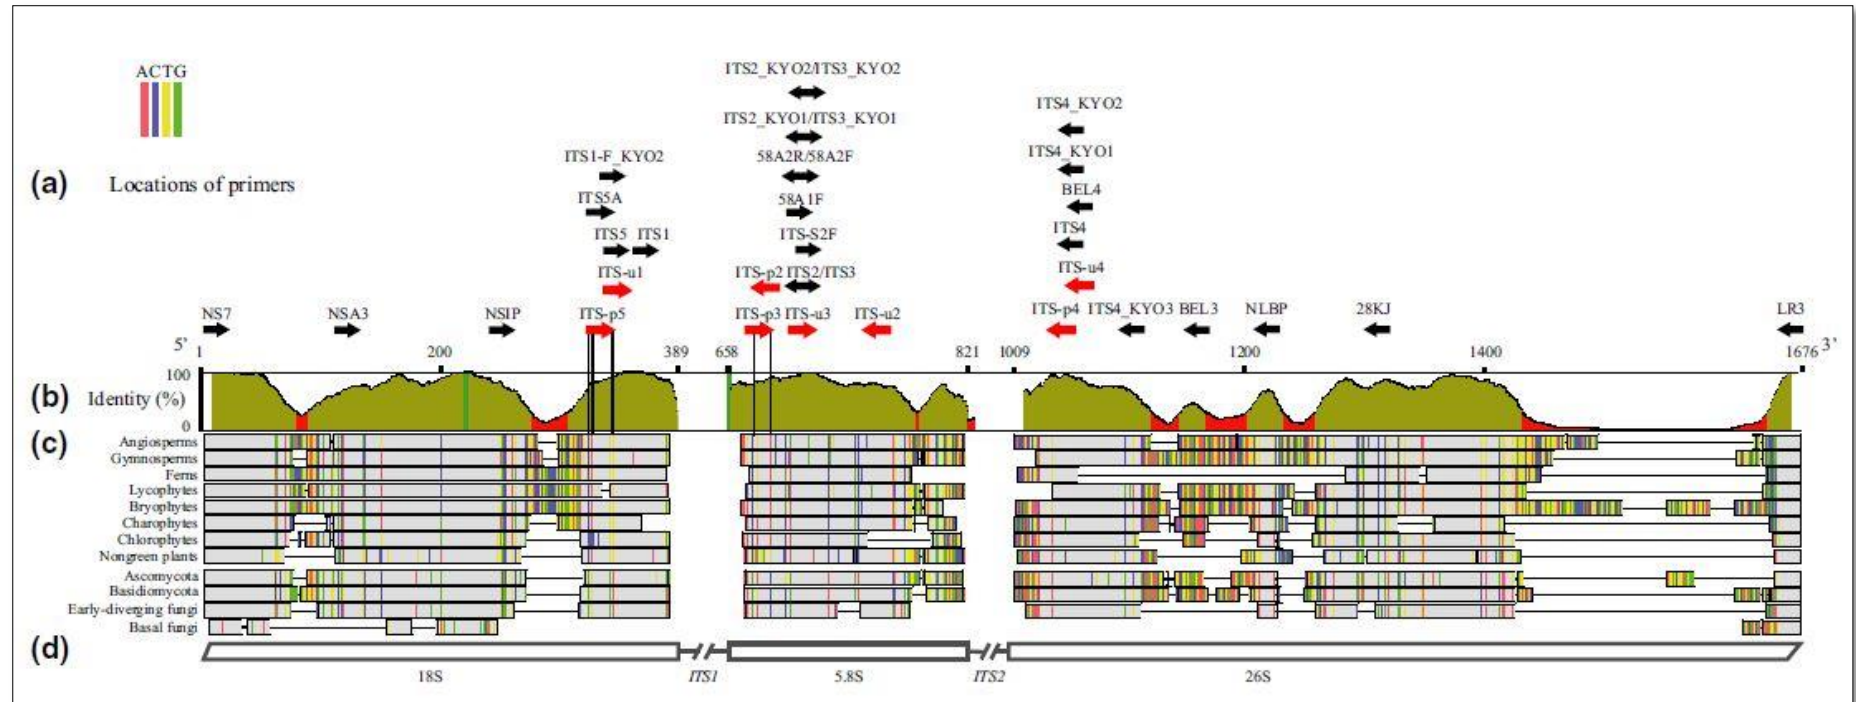 ACTG
ITS2_KYO2/ITS3_KYO2
ITS4_KYO2
ITS2_KYO1/ITS3_KYO1
ITS4_KYO1
ITS1-F_KYO2
58A2R/58A2F
BEL4
(a) Locations of primers
ITS5A
58A1F
ITS4
ITS5 ITS1
ITS-S2F
ITS-u4
ITS-u1
ITS-p2 ITS2/ITS3
NS7 NSA3 NSIP ITS-p5 ITS-p3 ITS-u3 ITS-u2 ITS-p4 ITS4_KYO3 BEL3 NLBP 28KJ LR3
5' 1 200 389 658 821 1009 1200 1400 1676 3'
100
(b) Identity (%)
0
(c) Angiosperms
Gymnosperms
Ferns
Lycophytes
Bryophytes
Charophytes
Chlorophytes
Nongreen plants
Ascomycota
Basidiomycota
Early-diverging fungi
Basal fungi
(d)
18S ITS1 5.8S ITS2 26S